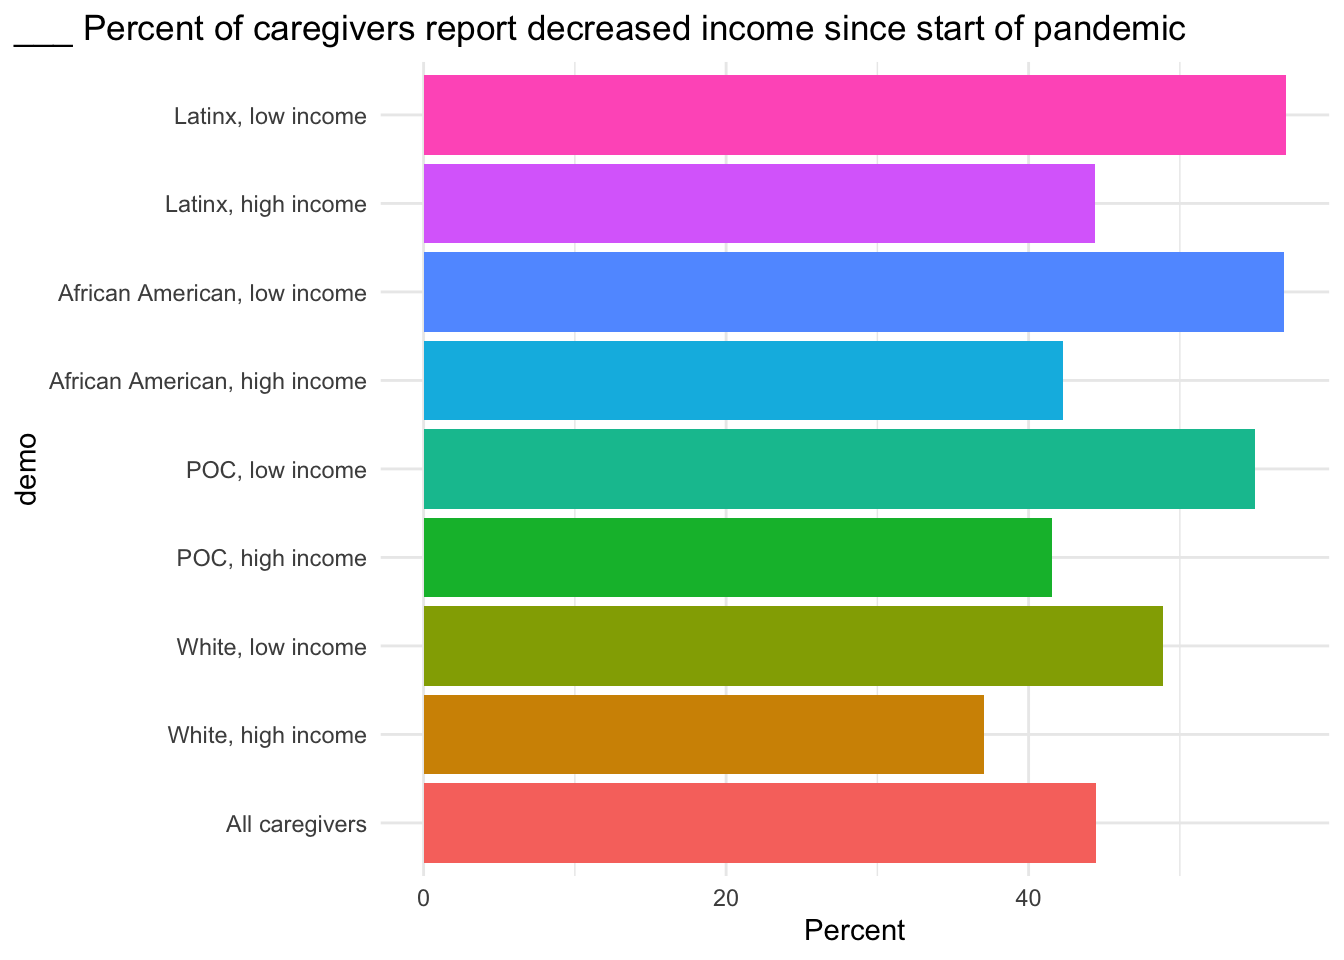 ___ Percent of caregivers report decreased income since start of pandemic
Latinx, low income
Latinx, high income
African American, low income
African American, high income
POC, low income
POC, high income
White, low income
White, high income
All caregivers
demo
0 20 40
Percent